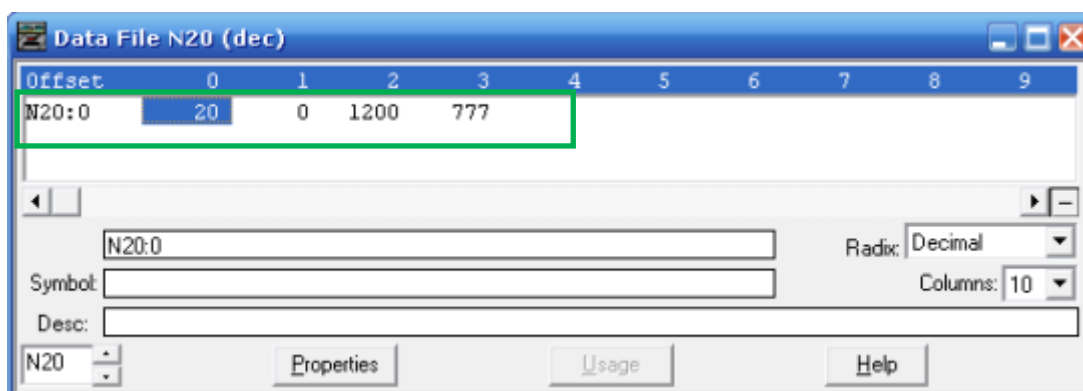 Data File N20 (dec)
Offset 0 1 2 3 4 5 6 7 8 9
N20:0 20 0 1200 777
N20:0
Radix: Decimal
Symbol:
Columns: 10
Desc:
N20 Properties Usage Help